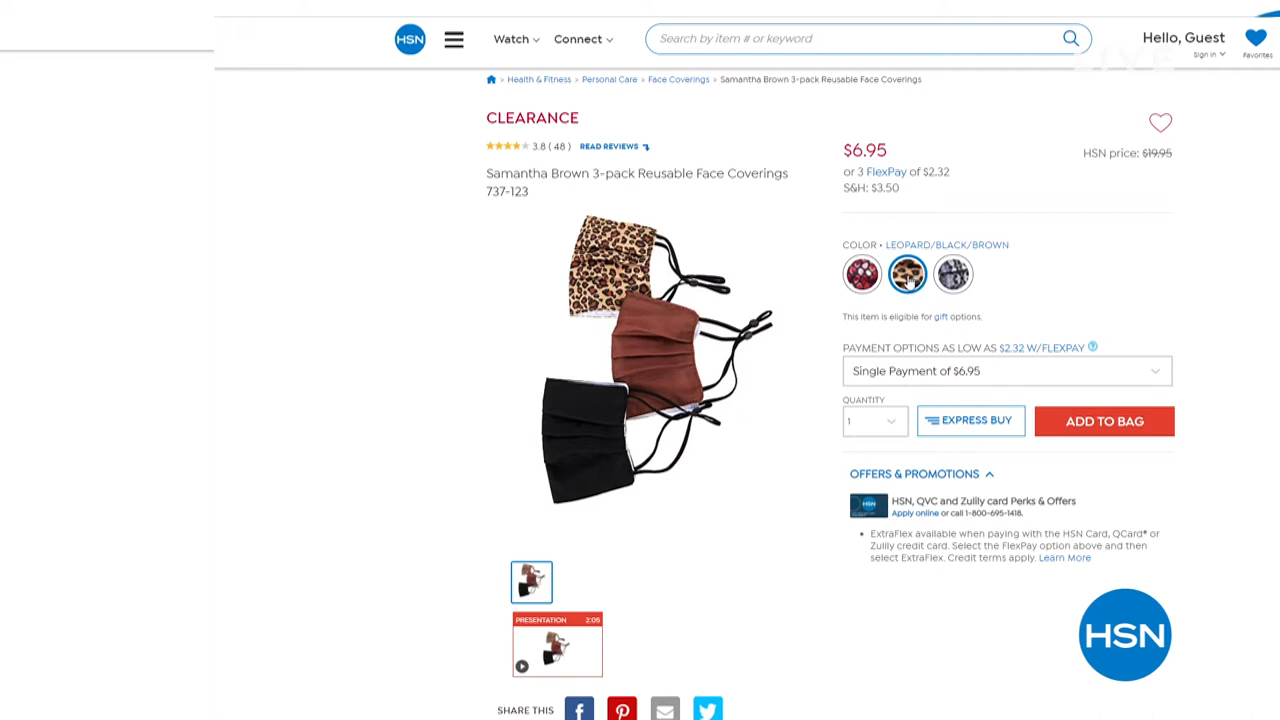 HSN
Watch
Connect
Search by item # or keyword
Hello, Guest
Sign In
Favorites
LIVE
> Health & Fitness > Personal Care > Face Coverings > Samantha Brown 3-pack Reusable Face Coverings
CLEARANCE
3.8 ( 48 ) READ REVIEWS
Samantha Brown 3-pack Reusable Face Coverings
737-123
$6.95
HSN price: $19.95
or 3 FlexPay of $2.32
S&H: $3.50
COLOR • LEOPARD/BLACK/BROWN
This item is eligible for gift options.
PAYMENT OPTIONS AS LOW AS $2.32 W/FLEXPAY ?
Single Payment of $6.95
QUANTITY
1
EXPRESS BUY
ADD TO BAG
OFFERS & PROMOTIONS
HSN
HSN, QVC and Zulily card Perks & Offers
Apply online or call 1-800-695-1418.
• ExtraFlex available when paying with the HSN Card, QCard® or
Zulily credit card. Select the FlexPay option above and then
select ExtraFlex. Credit terms apply. Learn More
PRESENTATION 2:05
HSN
SHARE THIS